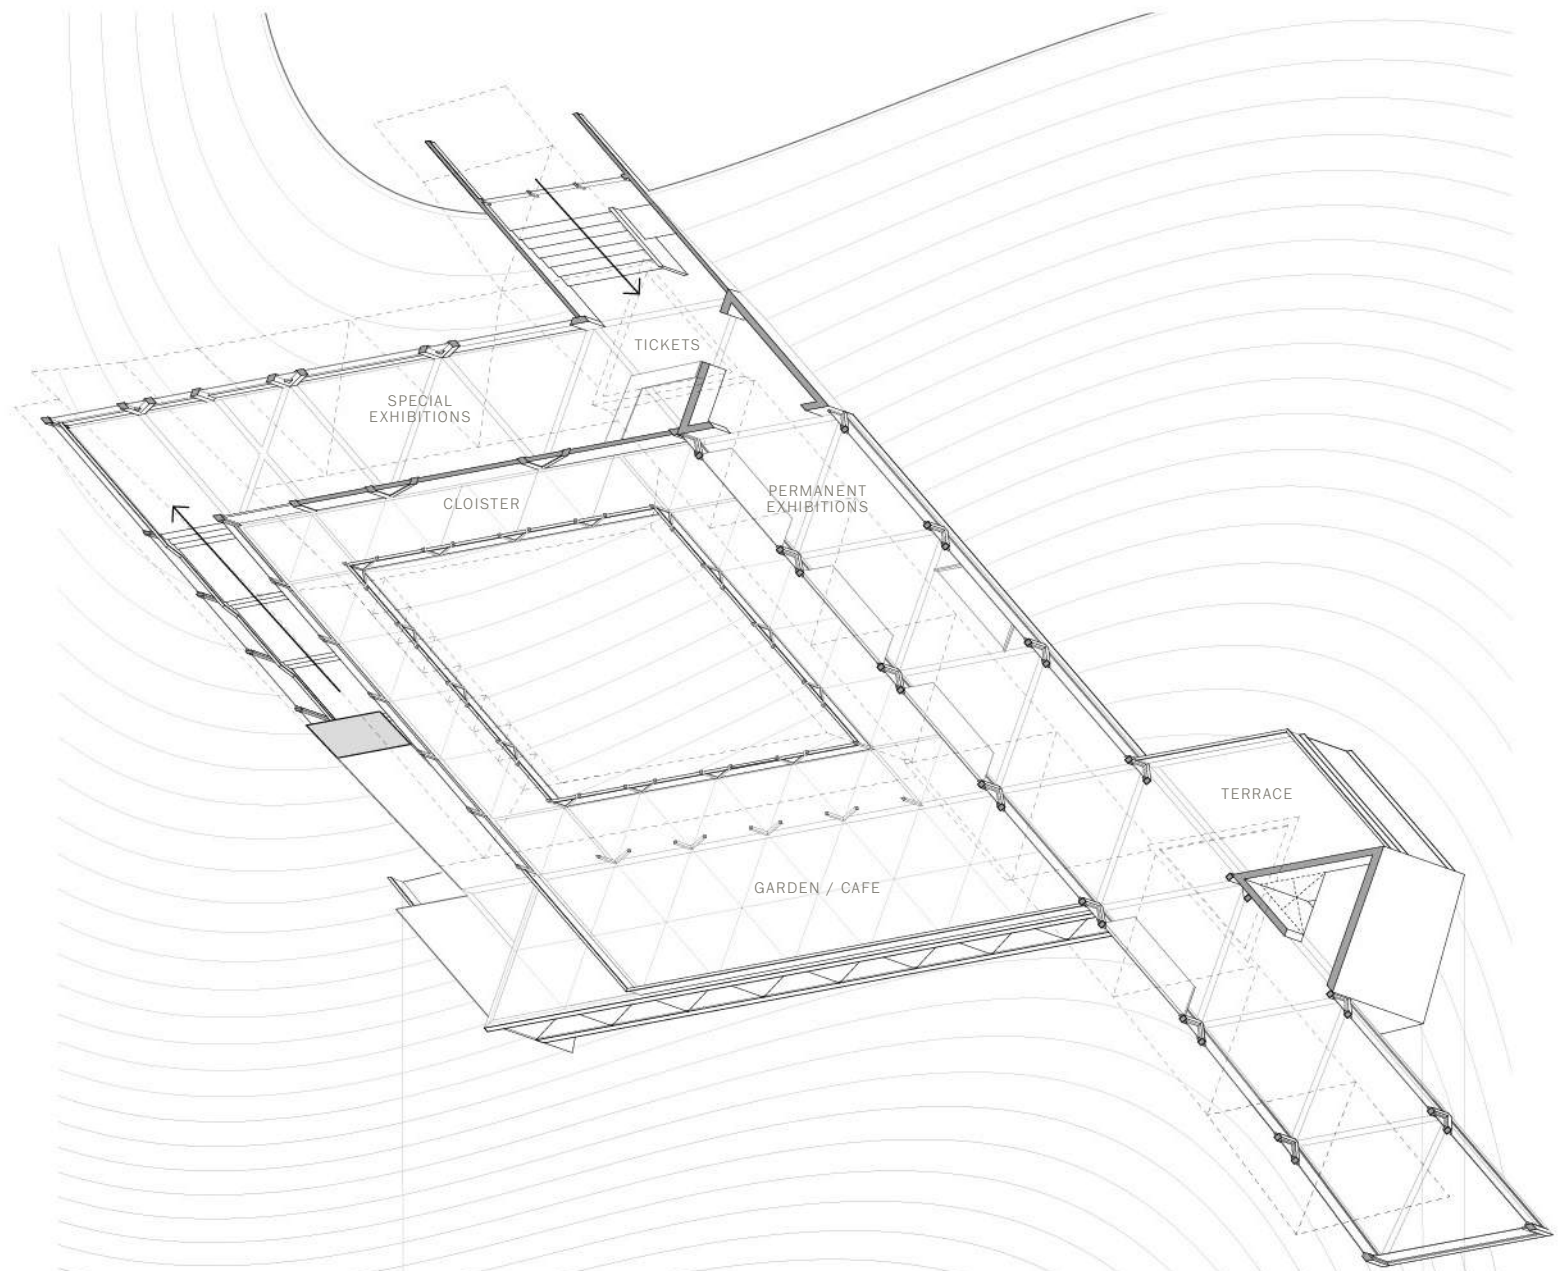 TICKETS
SPECIAL
EXHIBITIONS
CLOISTER
PERMANENT
EXHIBITIONS
TERRACE
GARDEN / CAFE